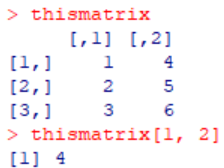 > thismatrix
     [,1] [,2]
[1,]    1    4
[2,]    2    5
[3,]    3    6
> thismatrix[1, 2]
[1] 4